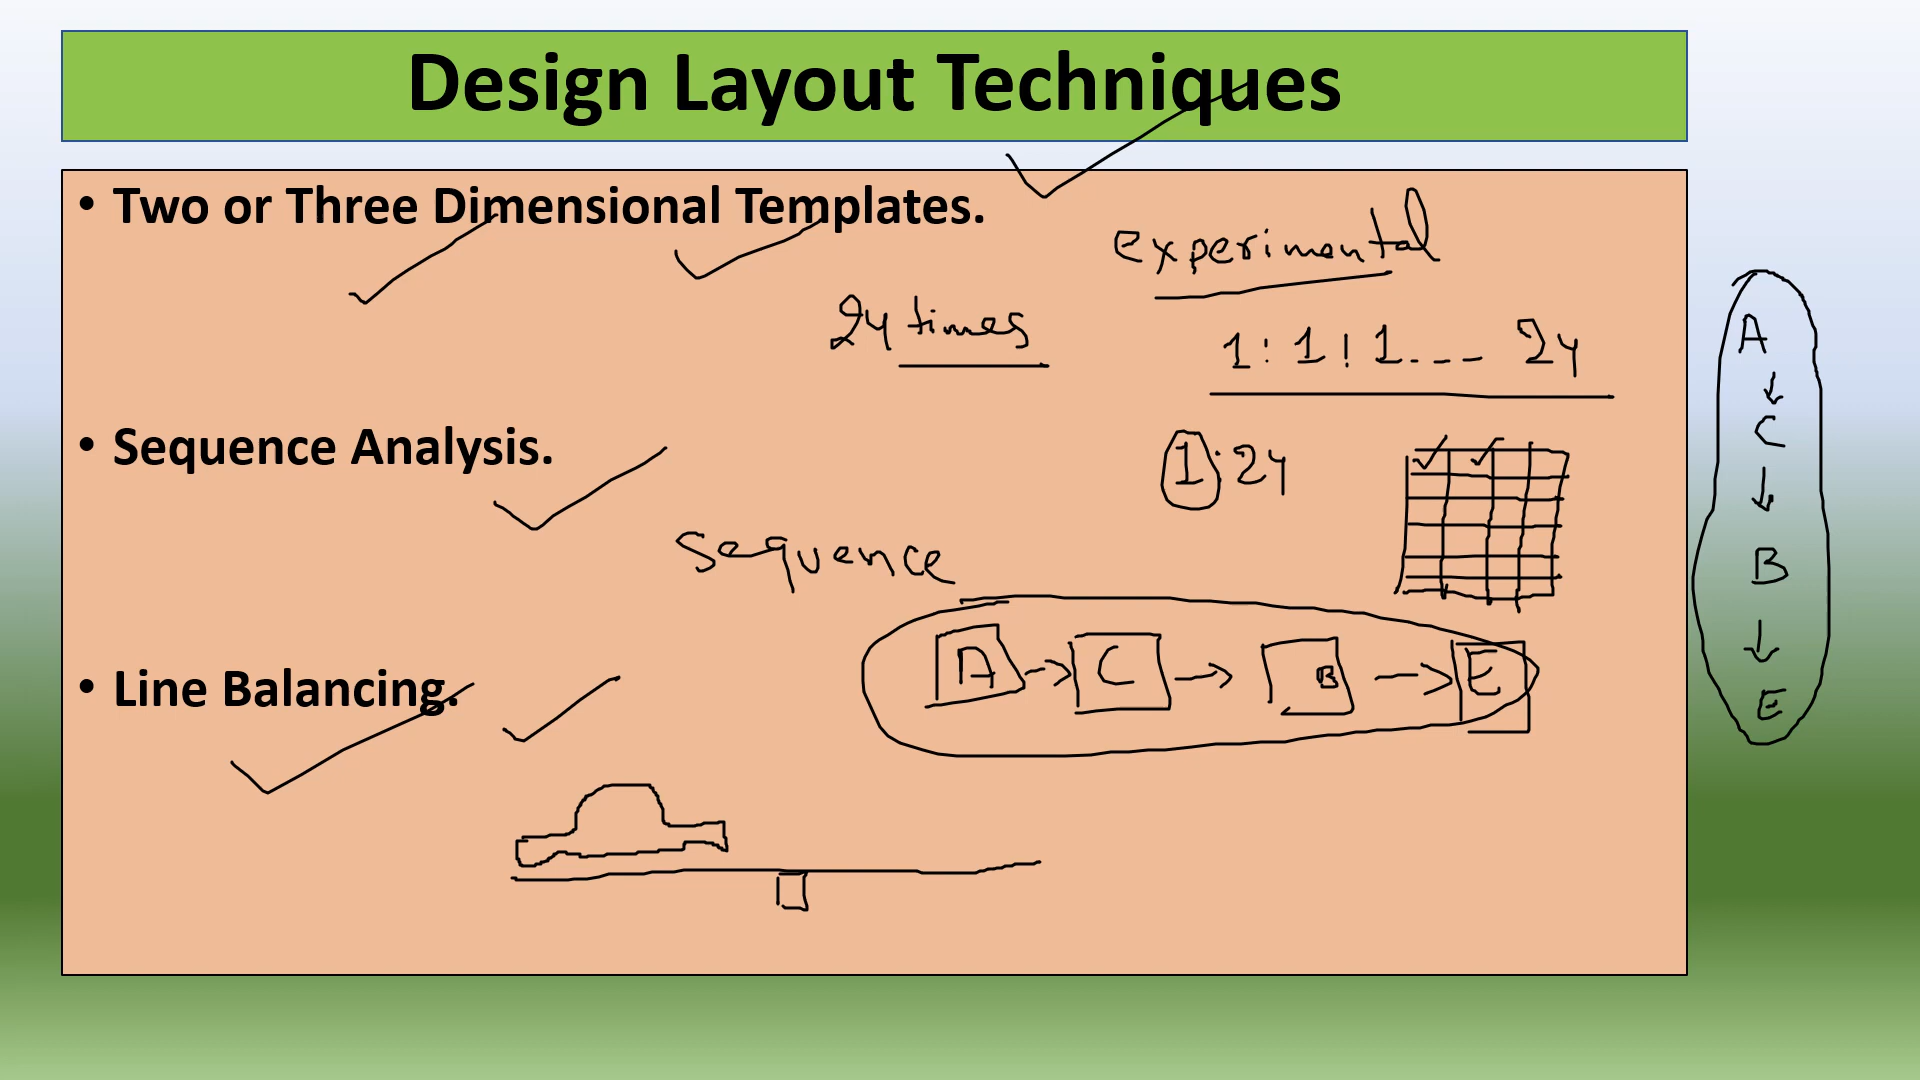 Design Layout Techniques
• Two or Three Dimensional Templates.
experimental
24 times
1 : 1 ! 1 - - - 24
• Sequence Analysis.
1 : 24
Sequence
A → C → B → E
• Line Balancing.
A
↓
C
↓
B
↓
E